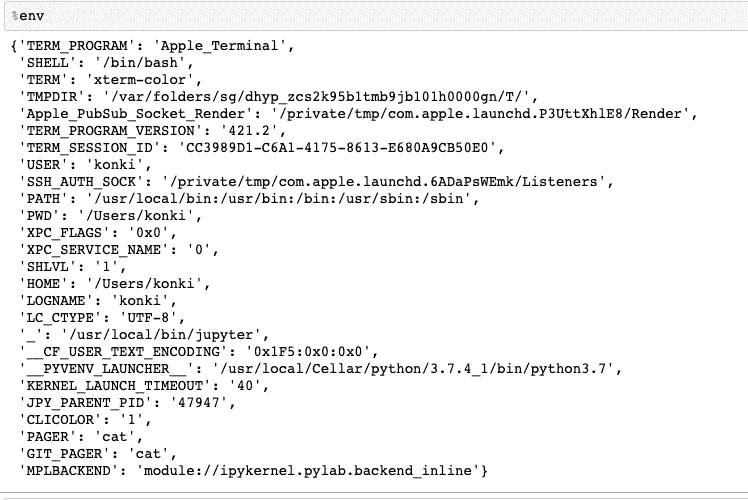 %env
{'TERM_PROGRAM': 'Apple_Terminal',
'SHELL': '/bin/bash',
'TERM': 'xterm-color',
'TMPDIR': '/var/folders/sg/dhyp_zcs2k95b1tmb9jb101h0000gn/T/',
'Apple_PubSub_Socket_Render': '/private/tmp/com.apple.launchd.P3UttXhlE8/Render',
'TERM_PROGRAM_VERSION': '421.2',
'TERM_SESSION_ID': 'CC3989D1-C6A1-4175-8613-E680A9CB50E0',
'USER': 'konki',
'SSH_AUTH_SOCK': '/private/tmp/com.apple.launchd.6ADaPsWEmk/Listeners',
'PATH': '/usr/local/bin:/usr/bin:/bin:/usr/sbin:/sbin',
'PWD': '/Users/konki',
'XPC_FLAGS': '0x0',
'XPC_SERVICE_NAME': '0',
'SHLVL': '1',
'HOME': '/Users/konki',
'LOGNAME': 'konki',
'LC_CTYPE': 'UTF-8',
'_': '/usr/local/bin/jupyter',
'__CF_USER_TEXT_ENCODING': '0x1F5:0x0:0x0',
'__PYVENV_LAUNCHER__': '/usr/local/Cellar/python/3.7.4_1/bin/python3.7',
'KERNEL_LAUNCH_TIMEOUT': '40',
'JPY_PARENT_PID': '47947',
'CLICOLOR': '1',
'PAGER': 'cat',
'GIT_PAGER': 'cat',
'MPLBACKEND': 'module://ipykernel.pylab.backend_inline'}